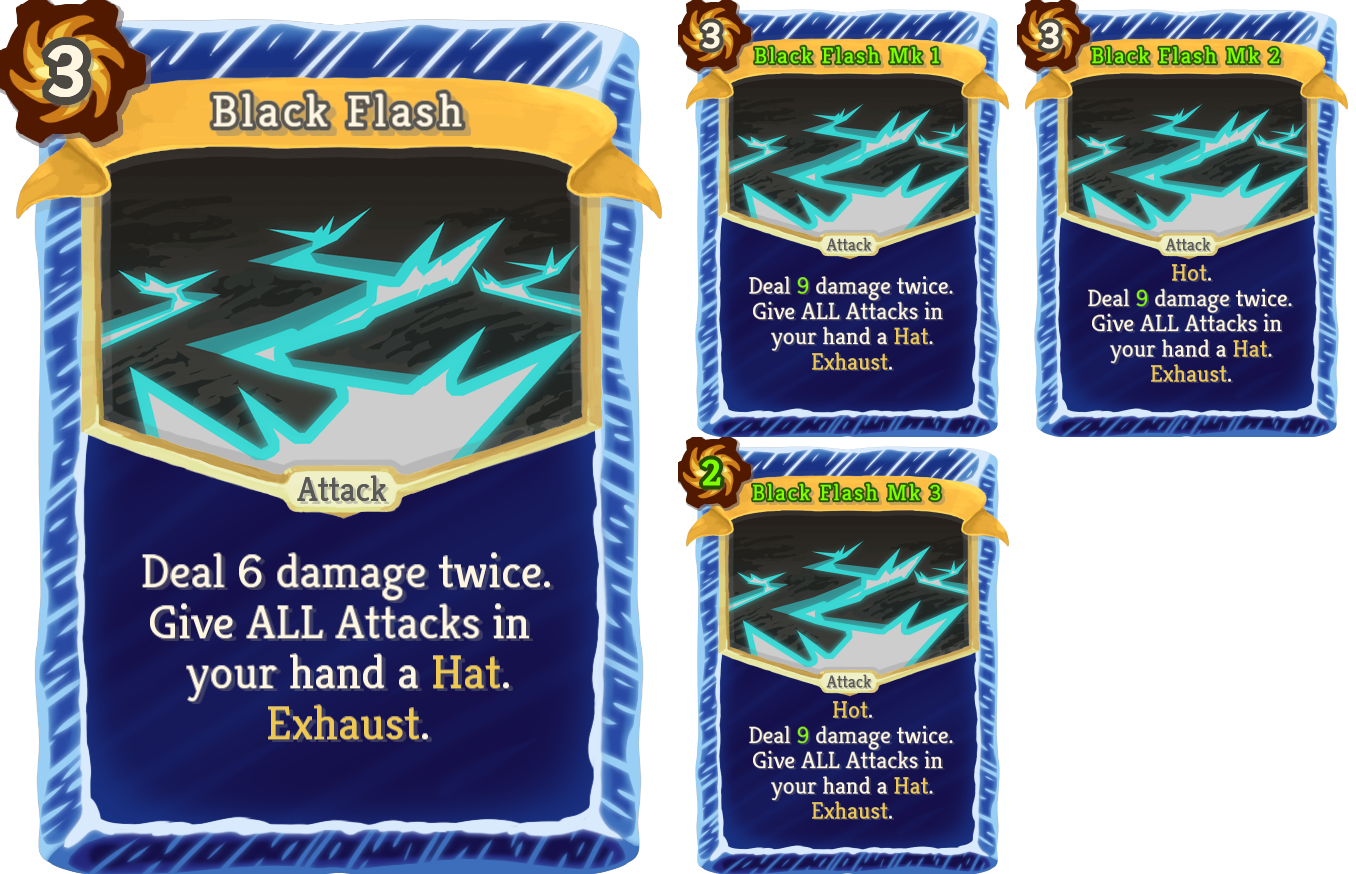 3
Black Flash
Attack
Deal 6 damage twice.
Give ALL Attacks in
your hand a Hat.
Exhaust.
3
Black Flash Mk 1
Attack
Deal 9 damage twice.
Give ALL Attacks in
your hand a Hat.
Exhaust.
3
Black Flash Mk 2
Attack
Hot.
Deal 9 damage twice.
Give ALL Attacks in
your hand a Hat.
Exhaust.
2
Black Flash Mk 3
Attack
Hot.
Deal 9 damage twice.
Give ALL Attacks in
your hand a Hat.
Exhaust.